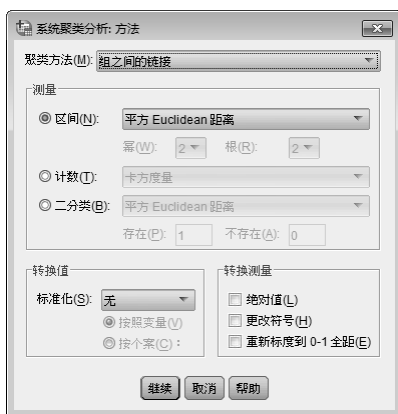 系统聚类分析: 方法
聚类方法(M): 组之间的链接
测量
区间(N): 平方 Euclidean 距离
幂(W): 2 根(R): 2
计数(T): 卡方度量
二分类(B): 平方 Euclidean 距离
存在(P): 1 不存在(A): 0
转换值
标准化(S): 无
按照变量(V)
按个案(C)：
转换测量
绝对值(L)
更改符号(H)
重新标度到 0-1 全距(E)
继续 取消 帮助